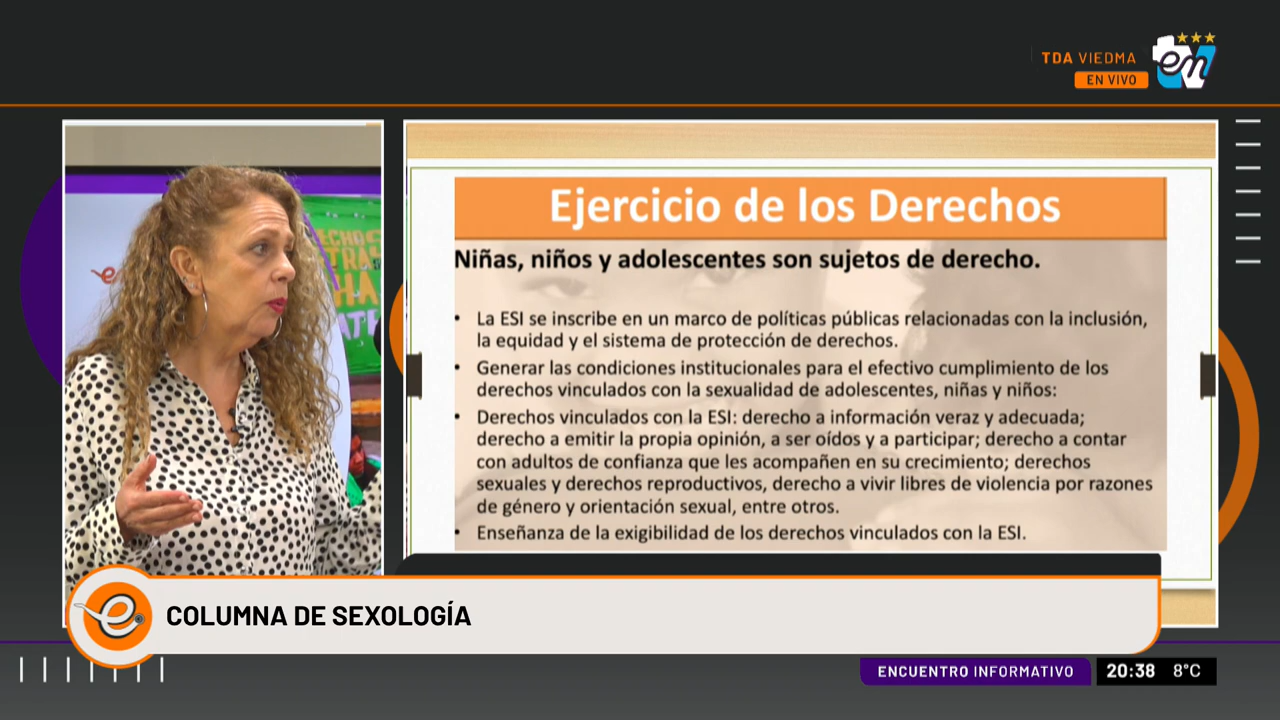 TDA VIEDMA
EN VIVO
em
Ejercicio de los Derechos
Niñas, niños y adolescentes son sujetos de derecho.
• La ESI se inscribe en un marco de políticas públicas relacionadas con la inclusión,
la equidad y el sistema de protección de derechos.
• Generar las condiciones institucionales para el efectivo cumplimiento de los
derechos vinculados con la sexualidad de adolescentes, niñas y niños:
• Derechos vinculados con la ESI: derecho a información veraz y adecuada;
derecho a emitir la propia opinión, a ser oídos y a participar; derecho a contar
con adultos de confianza que les acompañen en su crecimiento; derechos
sexuales y derechos reproductivos, derecho a vivir libres de violencia por razones
de género y orientación sexual, entre otros.
• Enseñanza de la exigibilidad de los derechos vinculados con la ESI.
e
COLUMNA DE SEXOLOGÍA
ENCUENTRO INFORMATIVO
20:38 8°C